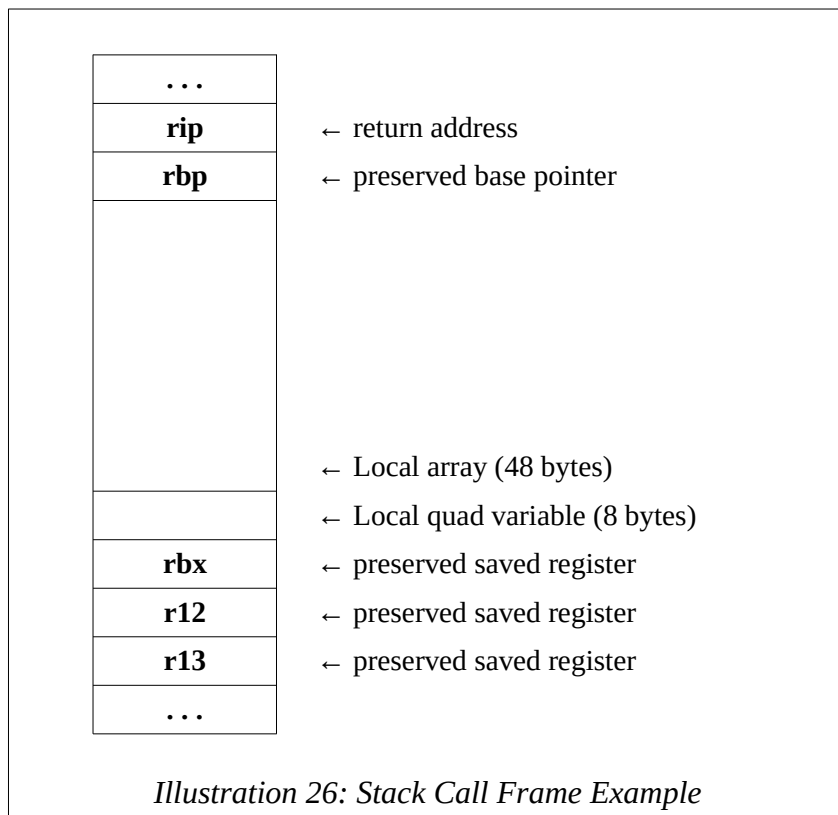 . . .
rip ← return address
rbp ← preserved base pointer
← Local array (48 bytes)
← Local quad variable (8 bytes)
rbx ← preserved saved register
r12 ← preserved saved register
r13 ← preserved saved register
. . .
Illustration 26: Stack Call Frame Example